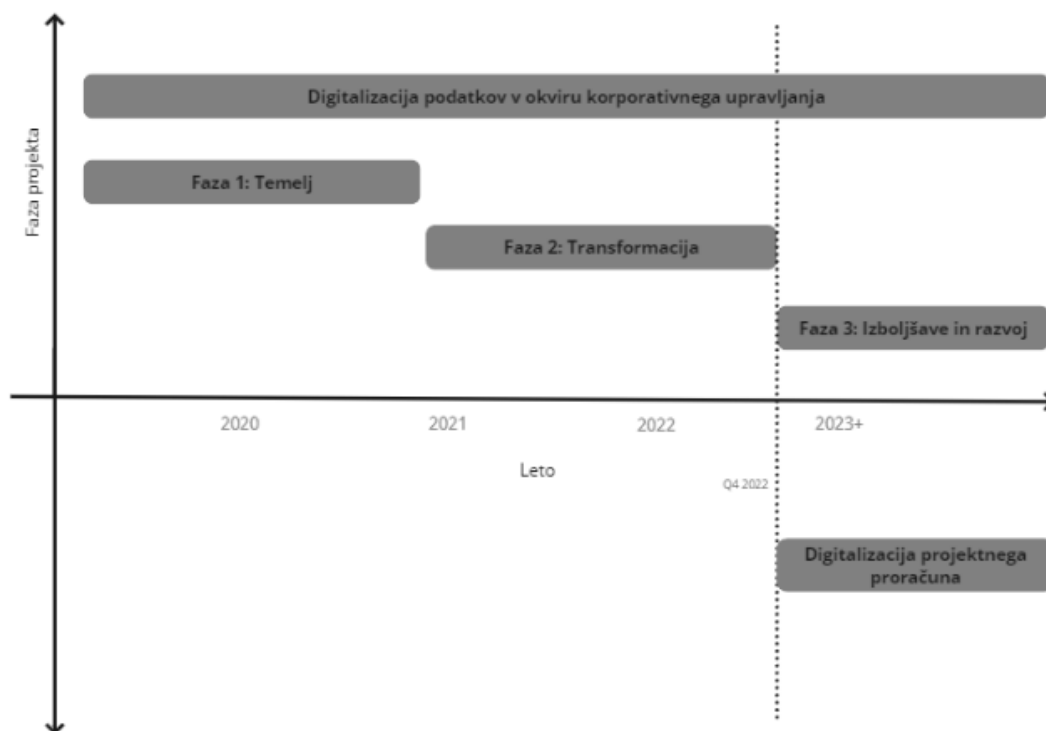 Digitalizacija podatkov v okviru korporativnega upravljanja
Faza projekta
Faza 1: Temelj
Faza 2: Transformacija
Faza 3: Izboljšave in razvoj
2020
2021
2022
2023+
Leto
Q4 2022
Digitalizacija projektnega
proračuna